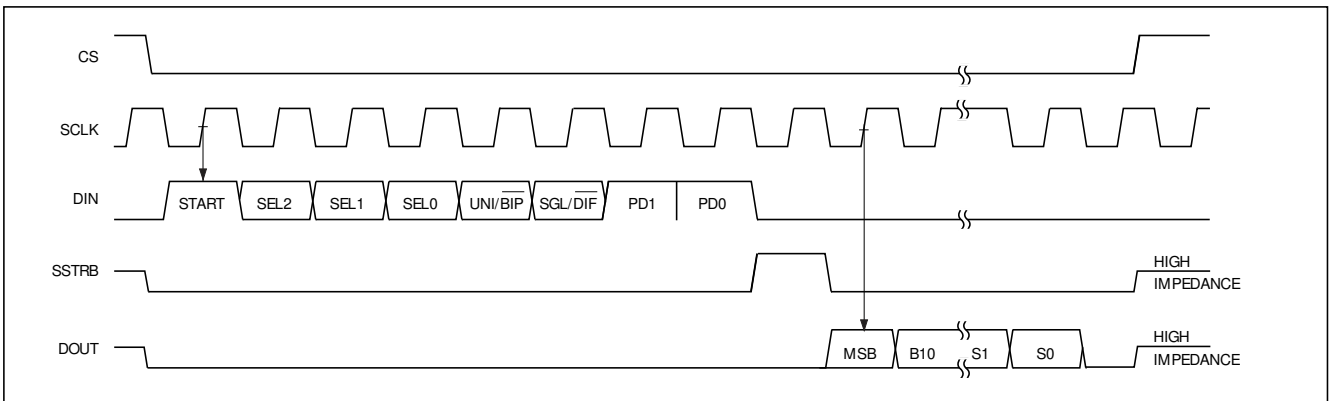 CS
SCLK
DIN
START
SEL2
SEL1
SEL0
UNI/BIP
SGL/DIF
PD1
PD0
SSTRB
HIGH
IMPEDANCE
DOUT
MSB
B10
S1
S0
HIGH
IMPEDANCE